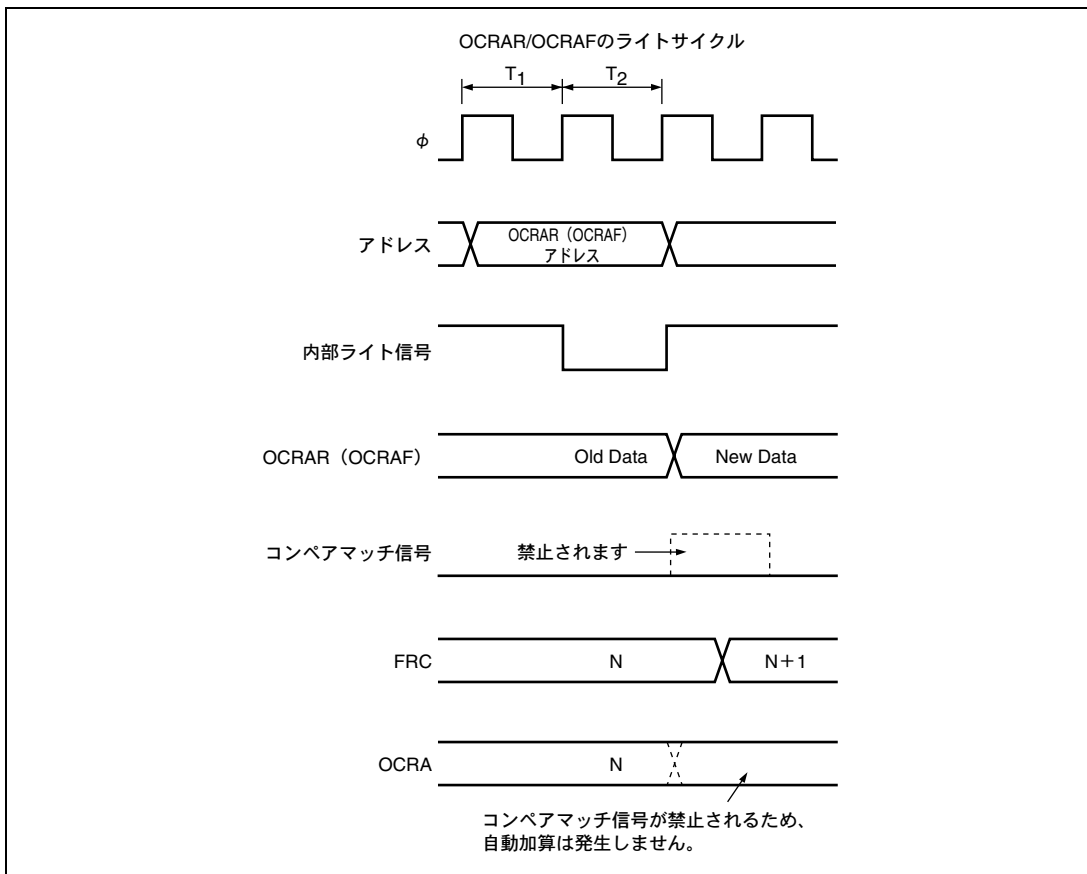 OCRAR/OCRAFのライトサイクル
T1 T2
φ
アドレス
OCRAR（OCRAF）
アドレス
内部ライト信号
OCRAR（OCRAF） Old Data New Data
コンペアマッチ信号 禁止されます
FRC N N＋1
OCRA N
コンペアマッチ信号が禁止されるため、
自動加算は発生しません。